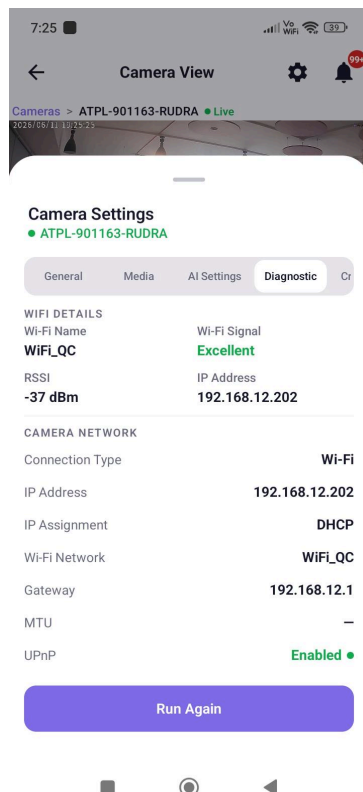 7:25 Vo WiFi 39
Camera View 99+
Cameras > ATPL-901163-RUDRA ● Live
2026/06/11 10:25:25
Camera Settings
● ATPL-901163-RUDRA
General Media AI Settings Diagnostic Cr
WIFI DETAILS
Wi-Fi Name Wi-Fi Signal
WiFi_QC Excellent
RSSI IP Address
-37 dBm 192.168.12.202
CAMERA NETWORK
Connection Type Wi-Fi
IP Address 192.168.12.202
IP Assignment DHCP
Wi-Fi Network WiFi_QC
Gateway 192.168.12.1
MTU —
UPnP Enabled ●
Run Again